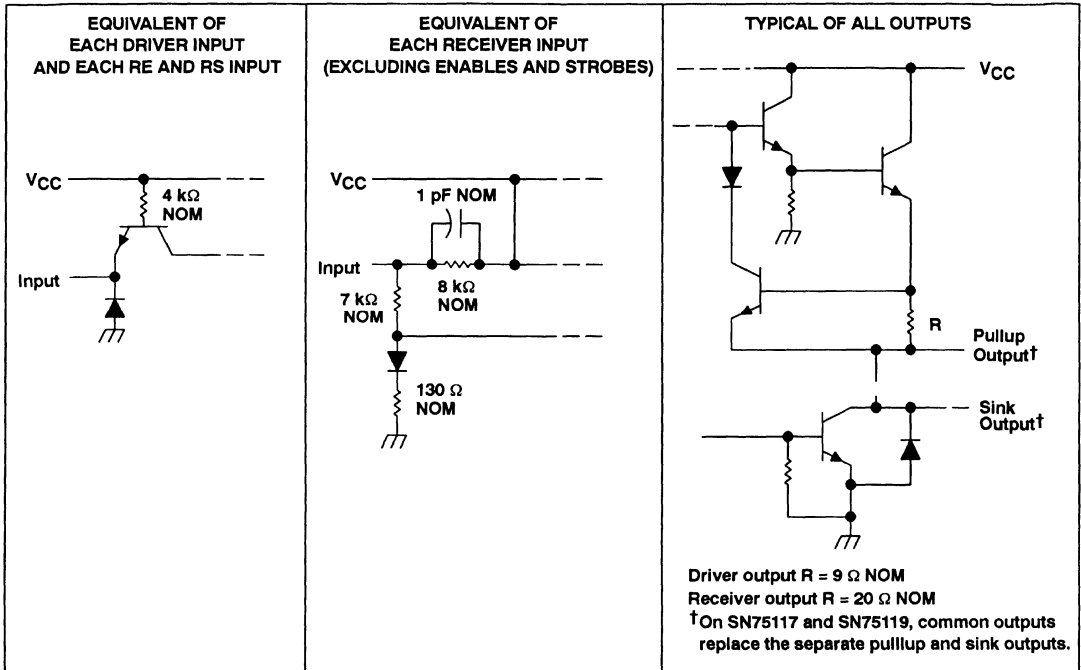 EQUIVALENT OF
EACH DRIVER INPUT
AND EACH RE AND RS INPUT
VCC
4 kΩ
NOM
Input
EQUIVALENT OF
EACH RECEIVER INPUT
(EXCLUDING ENABLES AND STROBES)
VCC
1 pF NOM
Input
8 kΩ
NOM
7 kΩ
NOM
130 Ω
NOM
TYPICAL OF ALL OUTPUTS
VCC
R
Pullup
Output†
Sink
Output†
Driver output R = 9 Ω NOM
Receiver output R = 20 Ω NOM
†On SN75117 and SN75119, common outputs
replace the separate pulllup and sink outputs.